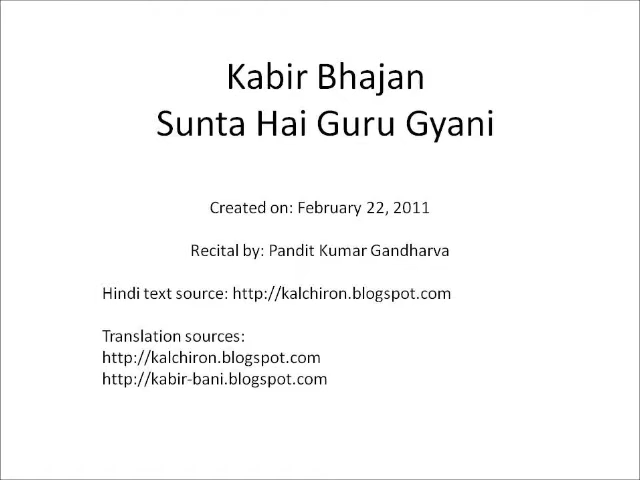 Kabir Bhajan
Sunta Hai Guru Gyani
Created on: February 22, 2011
Recital by: Pandit Kumar Gandharva
Hindi text source: http://kalchiron.blogspot.com
Translation sources:
http://kalchiron.blogspot.com
http://kabir-bani.blogspot.com